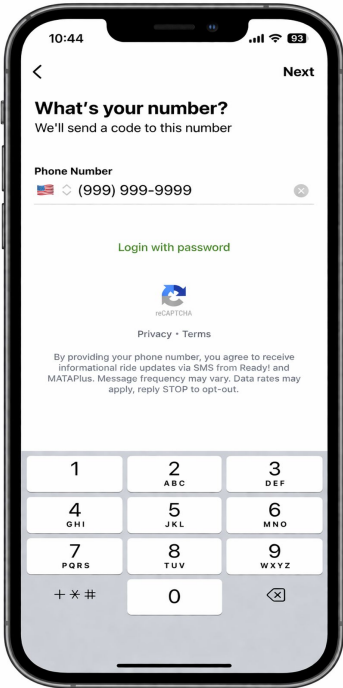 10:44
93
Next
What's your number?
We'll send a code to this number
Phone Number
(999) 999-9999
Login with password
reCAPTCHA
Privacy • Terms
By providing your phone number, you agree to receive
informational ride updates via SMS from Ready! and
MATAPlus. Message frequency may vary. Data rates may
apply, reply STOP to opt-out.
1 2 3
ABC DEF
4 5 6
GHI JKL MNO
7 8 9
PQRS TUV WXYZ
+ * # 0